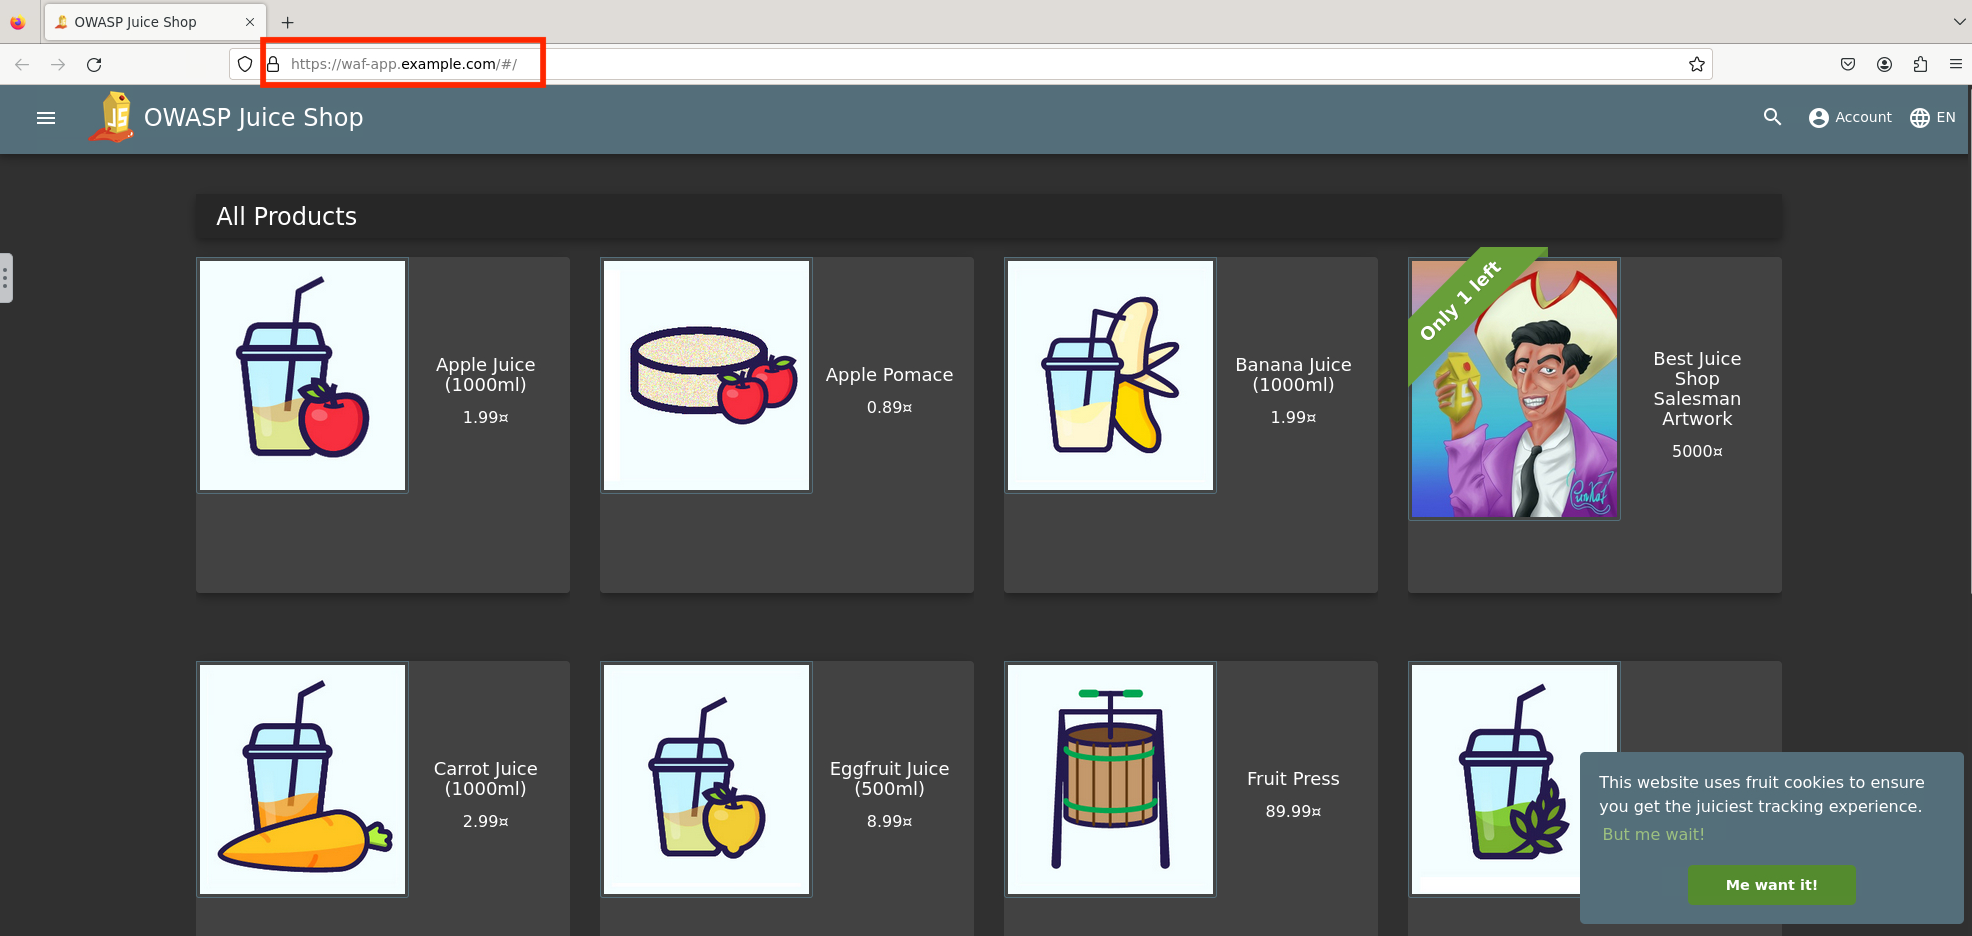 OWASP Juice Shop
https://waf-app.example.com/#/
JS
OWASP Juice Shop
Account
EN
All Products
Apple Juice
(1000ml)
1.99¤
Apple Pomace
0.89¤
Banana Juice
(1000ml)
1.99¤
Only 1 left
Best Juice
Shop
Salesman
Artwork
5000¤
Carrot Juice
(1000ml)
2.99¤
Eggfruit Juice
(500ml)
8.99¤
Fruit Press
89.99¤
This website uses fruit cookies to ensure
you get the juiciest tracking experience.
But me wait!
Me want it!